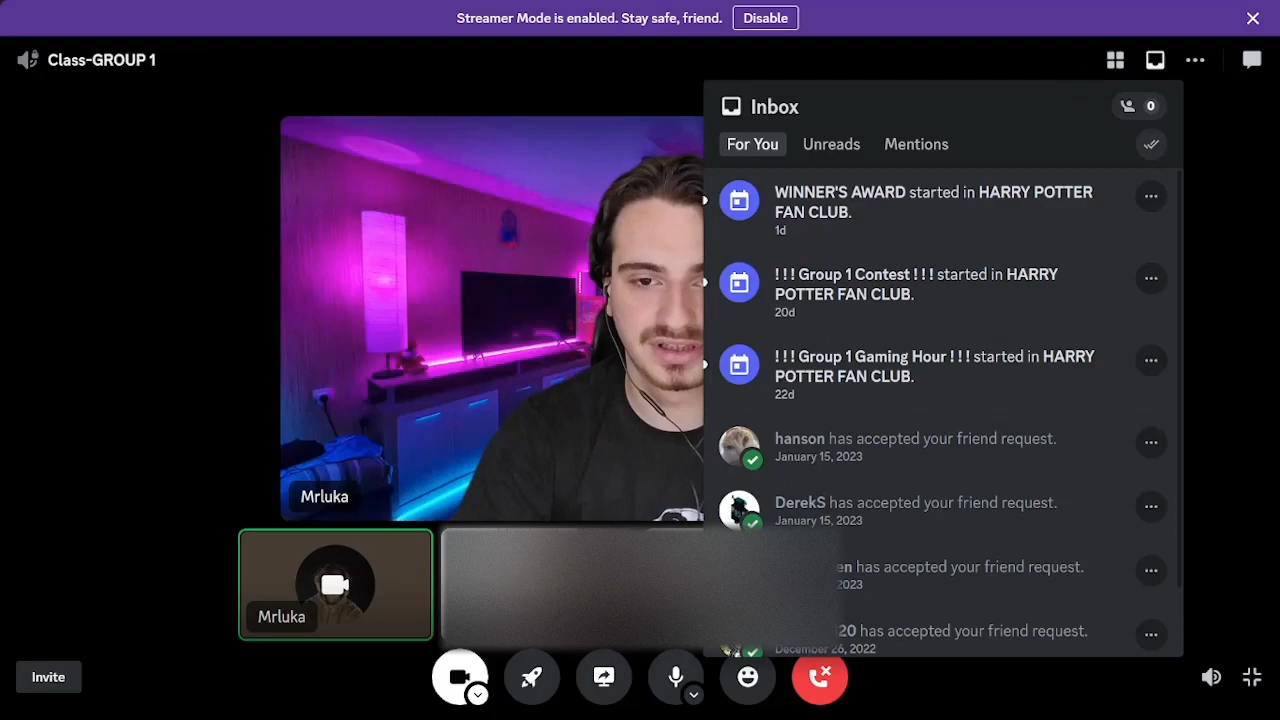 Streamer Mode is enabled. Stay safe, friend.
Disable
Class-GROUP 1
Inbox
0
For You
Unreads
Mentions
WINNER'S AWARD started in HARRY POTTER
FAN CLUB.
1d
! ! ! Group 1 Contest ! ! ! started in HARRY
POTTER FAN CLUB.
20d
! ! ! Group 1 Gaming Hour ! ! ! started in HARRY
POTTER FAN CLUB.
22d
hanson has accepted your friend request.
January 15, 2023
DerekS has accepted your friend request.
January 15, 2023
en has accepted your friend request.
2023
20 has accepted your friend request.
December 26, 2022
Mrluka
Mrluka
Invite